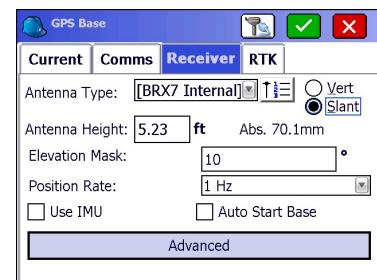 GPS Base
Current Comms Receiver RTK
Antenna Type: [BRX7 Internal] Vert
Slant
Antenna Height: 5.23 ft Abs. 70.1mm
Elevation Mask: 10 °
Position Rate: 1 Hz
Use IMU Auto Start Base
Advanced